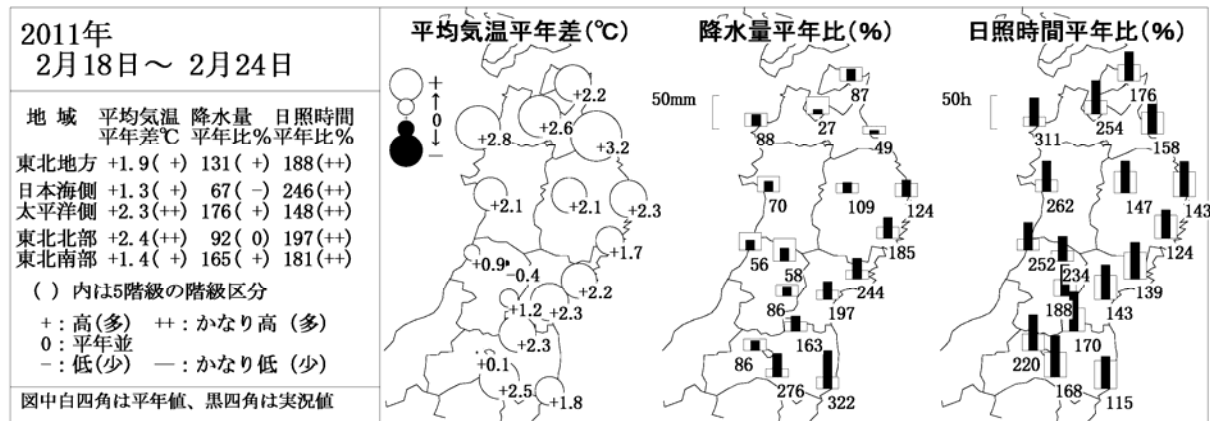 2011年
2月18日～ 2月24日
地 域 平均気温 降水量 日照時間
平年差℃ 平年比% 平年比%
東北地方 +1.9( +) 131( +) 188(++)
日本海側 +1.3( +) 67( −) 246(++)
太平洋側 +2.3(++) 176( +) 148(++)
東北北部 +2.4(++) 92( 0) 197(++)
東北南部 +1.4( +) 165( +) 181(++)
( ) 内は5階級の階級区分
+：高(多) ++：かなり高 (多)
0：平年並
−：低(少) —：かなり低 (少)
図中白四角は平年値、黒四角は実況値
平均気温平年差(℃)
+
↑
0
↓
−
+2.2
+2.6
+2.8
+3.2
+2.1
+2.1
+2.3
+1.7
+0.9
−0.4
+2.2
+1.2
+2.3
+2.3
+0.1
+2.5
+1.8
降水量平年比(%)
50mm
87
27
88
49
70
109
124
185
56
58
244
86
197
163
86
276
322
日照時間平年比(%)
50h
176
254
311
158
262
147
143
124
252
234
139
188
143
170
220
168
115